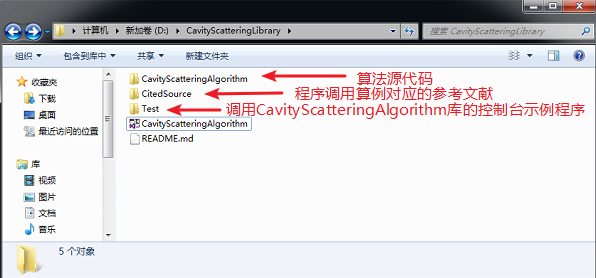 计算机 ▸ 新加卷 (D:) ▸ CavityScatteringLibrary ▸
搜索 CavityScatteringLibrary
组织 包含到库中 共享 新建文件夹
收藏夹
下载
桌面
最近访问的位置
库
视频
图片
文档
音乐
CavityScatteringAlgorithm 算法源代码
CitedSource 程序调用算例对应的参考文献
Test 调用CavityScatteringAlgorithm库的控制台示例程序
CavityScatteringAlgorithm
README.md
5 个对象